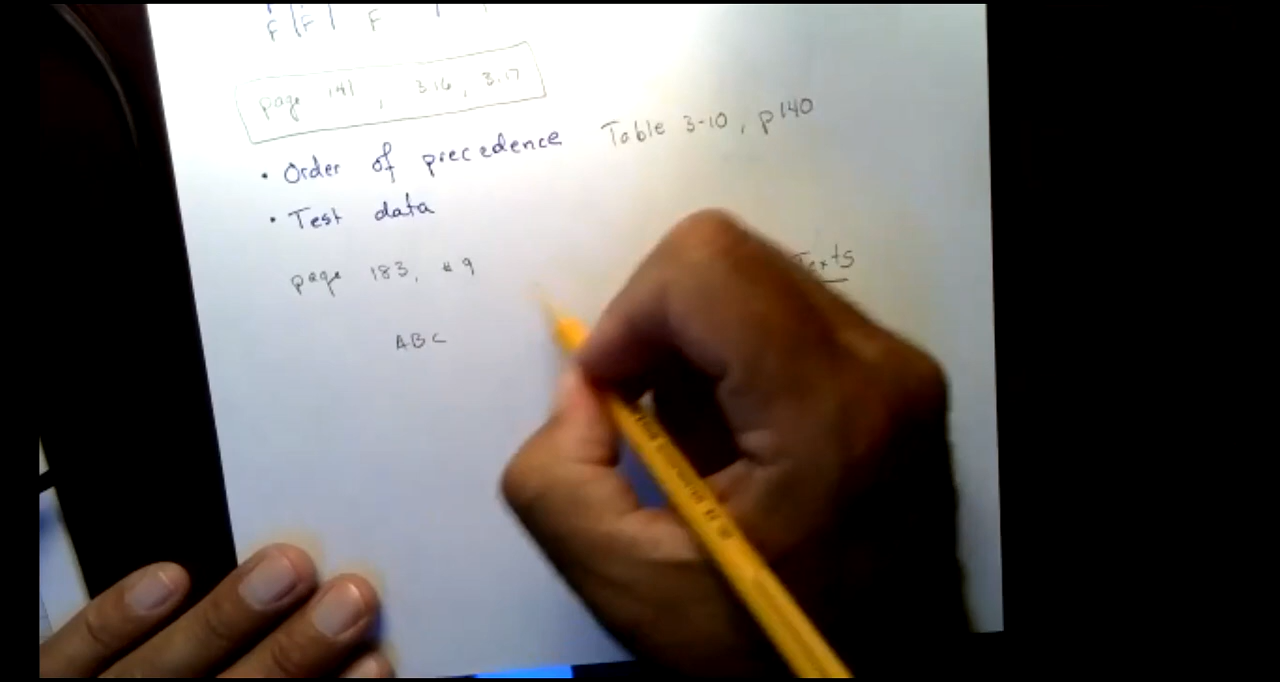 F F F
page 141, 3.16, 3.17
• Order of precedence Table 3-10, p140
• Test data
page 183, # 9
Texts
ABC